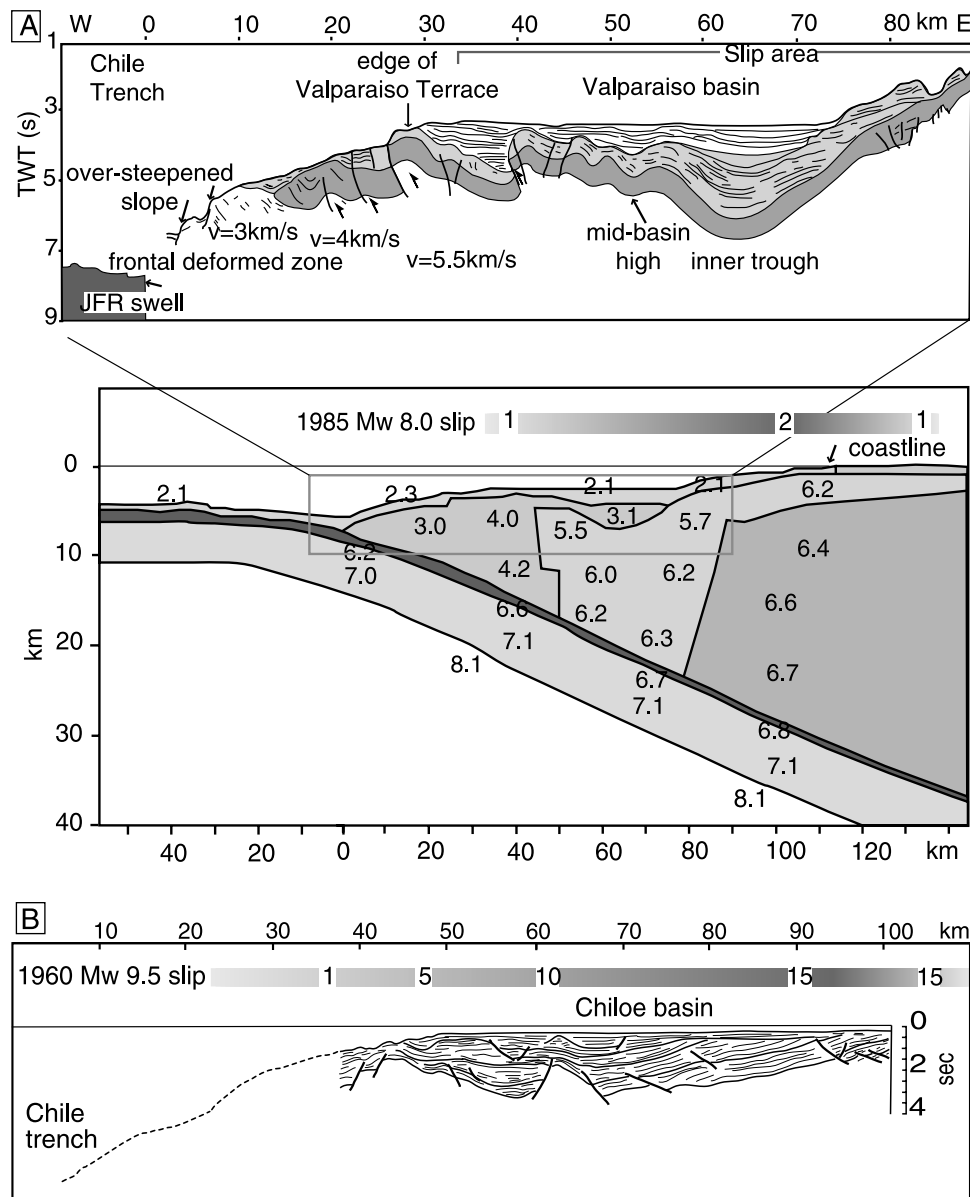 A W 0 10 20 30 40 50 60 70 80 km E
1
3
5
7
9
TWT (s)
Chile
Trench
edge of
Valparaiso Terrace
Slip area
Valparaiso basin
over-steepened
slope
v=3km/s
v=4km/s
v=5.5km/s
frontal deformed zone
mid-basin
high
inner trough
JFR swell
1985 Mw 8.0 slip 1 2 1
coastline
0
10
20
30
40
km
2.1 2.3 2.1 2.1 6.2
3.0 4.0 5.5 3.1 5.7
6.2 7.0 4.2 6.0 6.2 6.4
6.6 6.2 6.6
7.1 6.3
8.1 6.7 6.7
7.1 6.8
7.1
8.1
40 20 0 20 40 60 80 100 120 km
B
10 20 30 40 50 60 70 80 90 100 km
1960 Mw 9.5 slip 1 5 10 15 15
Chiloe basin
0
2
4
sec
Chile
trench